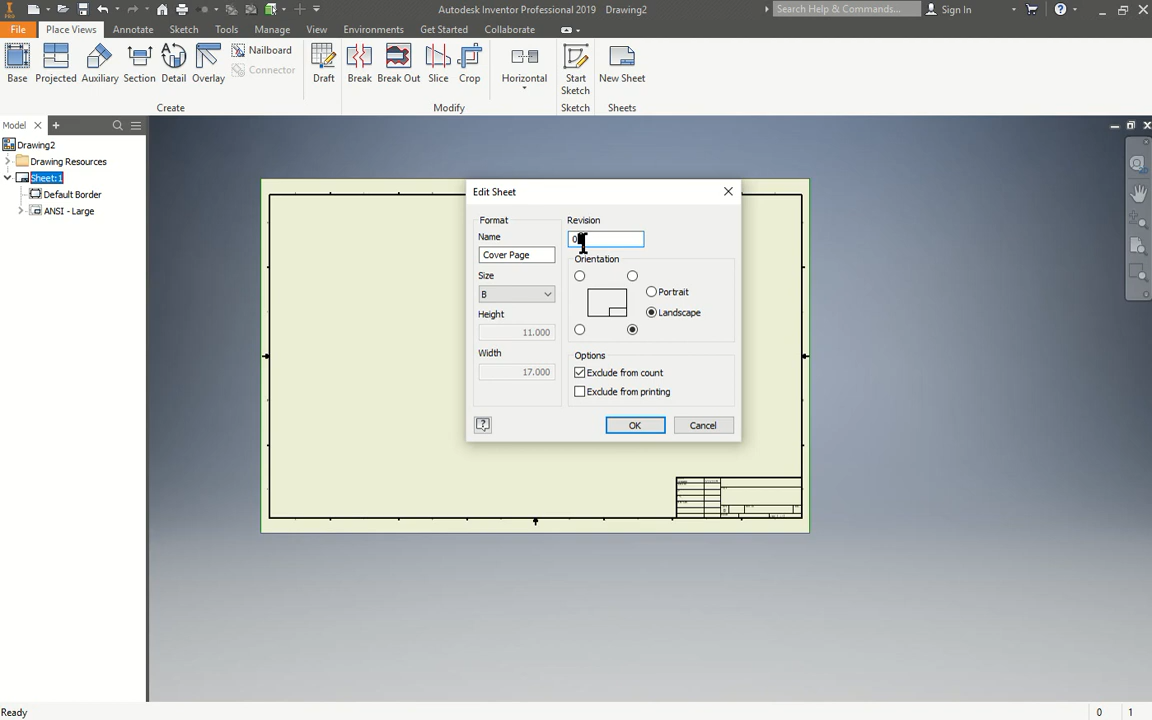 Autodesk Inventor Professional 2019 Drawing2
Search Help & Commands...
Sign In
File Place Views Annotate Sketch Tools Manage View Environments Get Started Collaborate
Base
Projected
Auxiliary
Section
Detail
Overlay
Nailboard
Connector
Draft
Break
Break Out
Slice
Crop
Horizontal
Start
Sketch
New Sheet
Create
Modify
Sketch
Sheets
Model
Drawing2
Drawing Resources
Sheet:1
Default Border
ANSI - Large
Edit Sheet
Format
Name
Cover Page
Size
B
Height
11.000
Width
17.000
Revision
Orientation
Portrait
Landscape
Options
Exclude from count
Exclude from printing
OK
Cancel
Ready
0
1